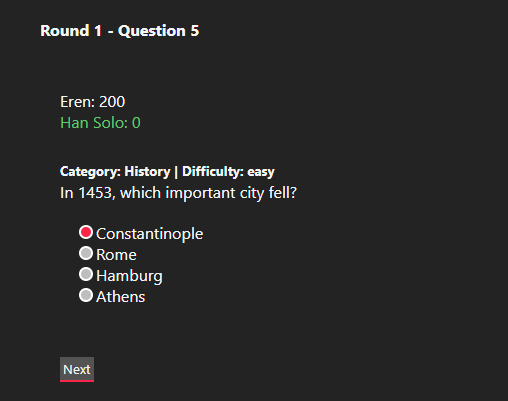 Round 1 - Question 5
Eren: 200
Han Solo: 0
Category: History | Difficulty: easy
In 1453, which important city fell?
Constantinople
Rome
Hamburg
Athens
Next